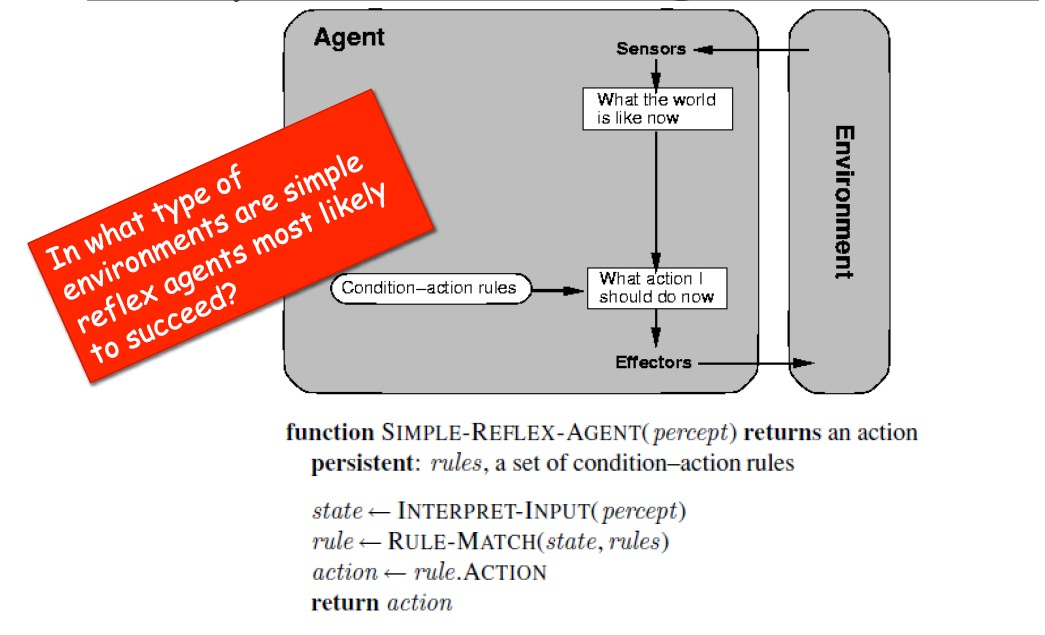 Agent
Sensors
What the world
is like now
Environment
In what type of
environments are simple
reflex agents most likely
to succeed?
Condition–action rules
What action I
should do now
Effectors
function SIMPLE-REFLEX-AGENT(percept) returns an action
persistent: rules, a set of condition–action rules
state ← INTERPRET-INPUT(percept)
rule ← RULE-MATCH(state, rules)
action ← rule.ACTION
return action